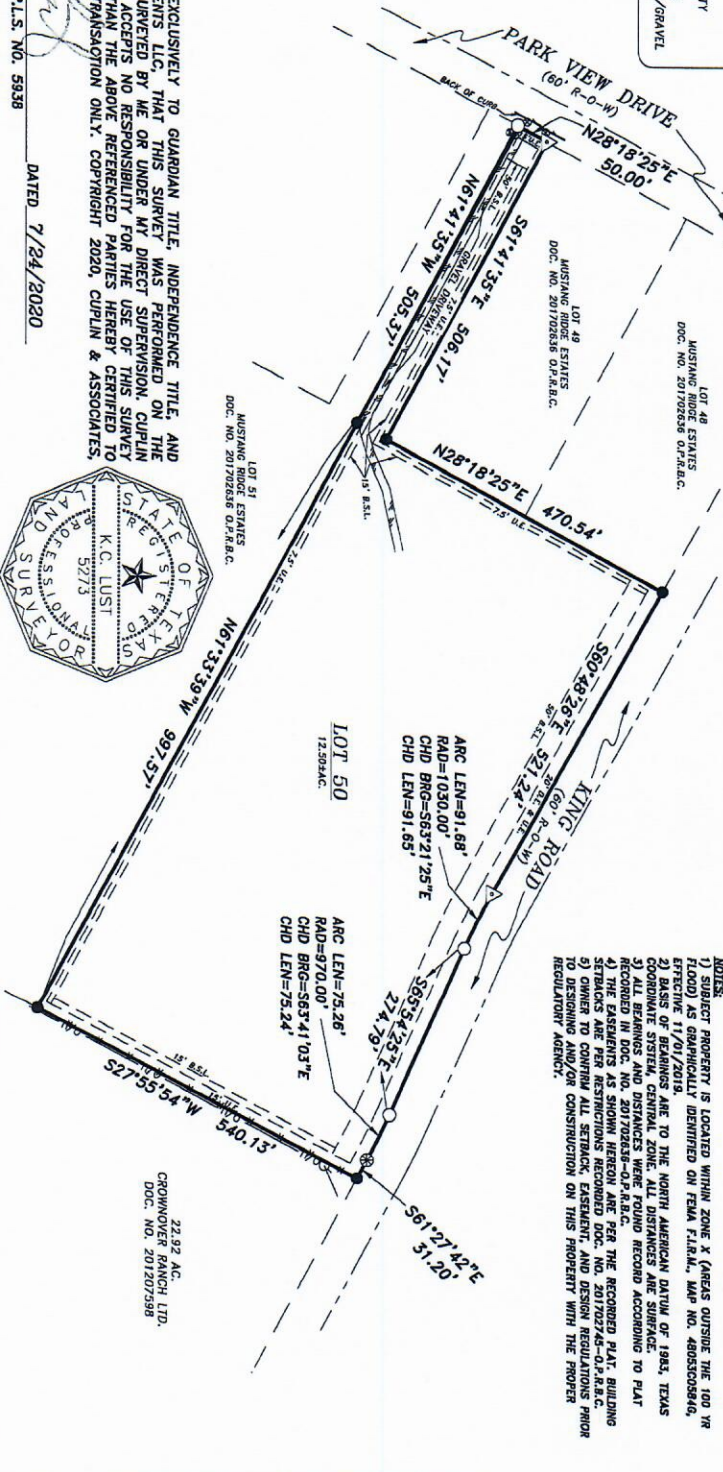 TY
/GRAVEL
PARK VIEW DRIVE
(60' R-O-W)
BACK OF CURB
N28°18'25"E
50.00'
LOT 48
MUSTANG RIDGE ESTATES
DOC. NO. 201702636 O.P.R.B.C.
LOT 49
MUSTANG RIDGE ESTATES
DOC. NO. 201702636 O.P.R.B.C.
S61°41'35"E 506.17'
7.5' U.E.
GRAVEL DRIVEWAY
50' B.S.L.
N61°41'35"W 505.37'
N28°18'25"E 470.54'
7.5' U.E.
15' B.S.L.
LOT 51
MUSTANG RIDGE ESTATES
DOC. NO. 201702636 O.P.R.B.C.
7.5' U.E.
N61°33'39"W 997.57'
KING ROAD
(60' R-O-W)
S60°48'26"E 521.24'
50' B.S.L.
20' D.E. & U.E.
LOT 50
12.50±AC.
ARC LEN=91.68'
RAD=1030.00'
CHD BRG=S63°21'25"E
CHD LEN=91.65'
S65°54'25"E
274.79'
ARC LEN=75.26'
RAD=970.00'
CHD BRG=S63°41'03"E
CHD LEN=75.24'
S61°27'42"E
31.20'
15' B.S.L.
15' U.E.
S27°55'54"W 540.13'
22.92 AC.
CROWNOVER RANCH LTD.
DOC. NO. 201207598
NOTES:
1) SUBJECT PROPERTY IS LOCATED WITHIN ZONE X (AREAS OUTSIDE THE 100 YR
FLOOD) AS GRAPHICALLY IDENTIFIED ON FEMA F.I.R.M., MAP NO. 48053C0584G,
EFFECTIVE 11/01/2019.
2) BASIS OF BEARINGS ARE TO THE NORTH AMERICAN DATUM OF 1983, TEXAS
COORDINATE SYSTEM, CENTRAL ZONE. ALL DISTANCES ARE SURFACE.
3) ALL BEARINGS AND DISTANCES WERE FOUND RECORD ACCORDING TO PLAT
RECORDED IN DOC. NO. 201702636-O.P.R.B.C.
4) THE EASEMENTS AS SHOWN HEREON ARE PER THE RECORDED PLAT. BUILDING
SETBACKS ARE PER RESTRICTIONS RECORDED DOC. NO. 201702745-O.P.R.B.C.
5) OWNER TO CONFIRM ALL SETBACK, EASEMENT, AND DESIGN REGULATIONS PRIOR
TO DESIGNING AND/OR CONSTRUCTION ON THIS PROPERTY WITH THE PROPER
REGULATORY AGENCY.
EXCLUSIVELY TO GUARDIAN TITLE, INDEPENDENCE TITLE, AND
ENTS LLC, THAT THIS SURVEY WAS PERFORMED ON THE
URVEYED BY ME OR UNDER MY DIRECT SUPERVISION. CUPLIN
ACCEPTS NO RESPONSIBILITY FOR THE USE OF THIS SURVEY
THAN THE ABOVE REFERENCED PARTIES HEREBY CERTIFIED TO
TRANSACTION ONLY. COPYRIGHT 2020, CUPLIN & ASSOCIATES,
P.L.S. NO. 5938
DATED 7/24/2020
STATE OF TEXAS
REGISTERED
K.C. LUST
5273
PROFESSIONAL
LAND SURVEYOR